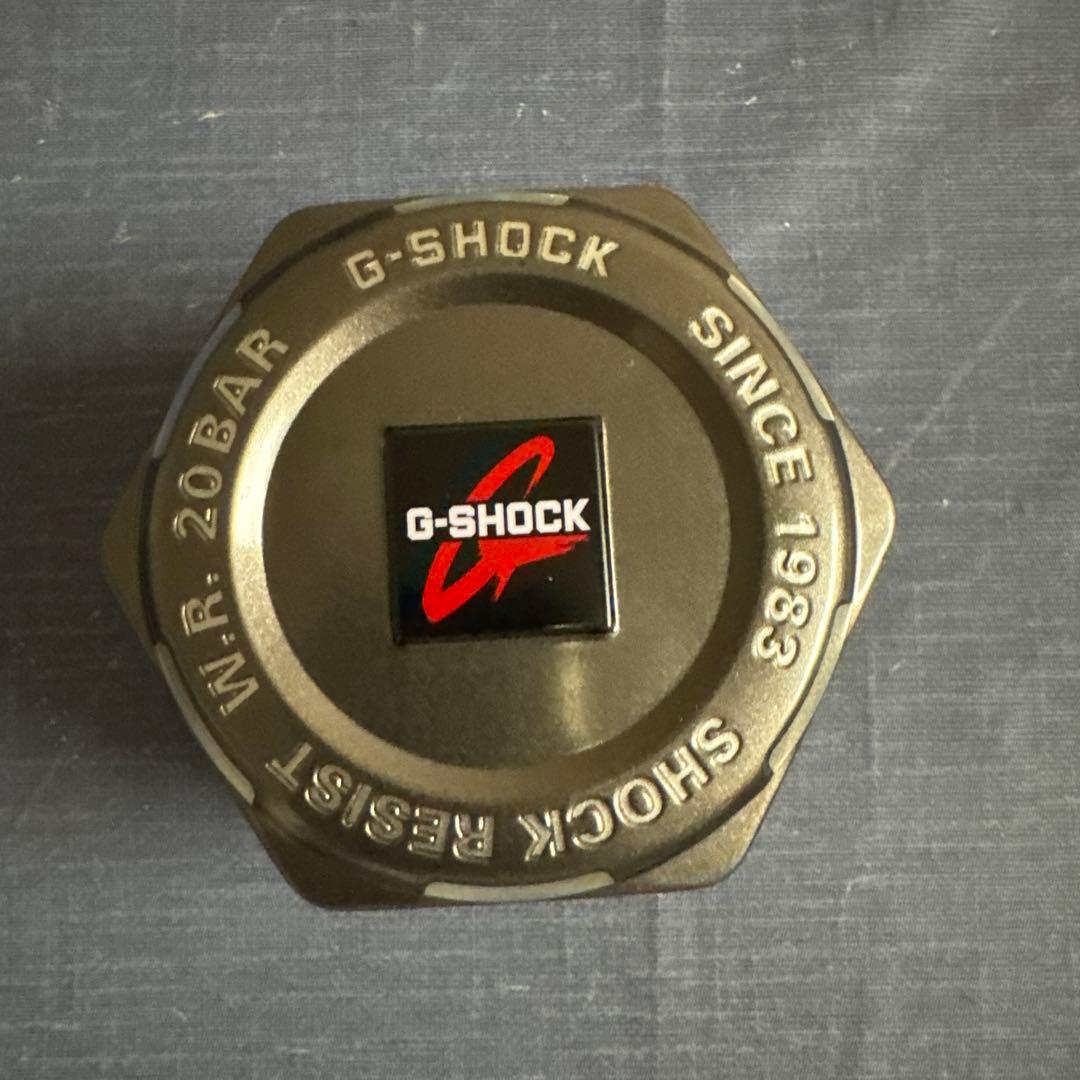 G-SHOCK
SINCE 1983
SHOCK RESIST
W.R. 20BAR
G-SHOCK